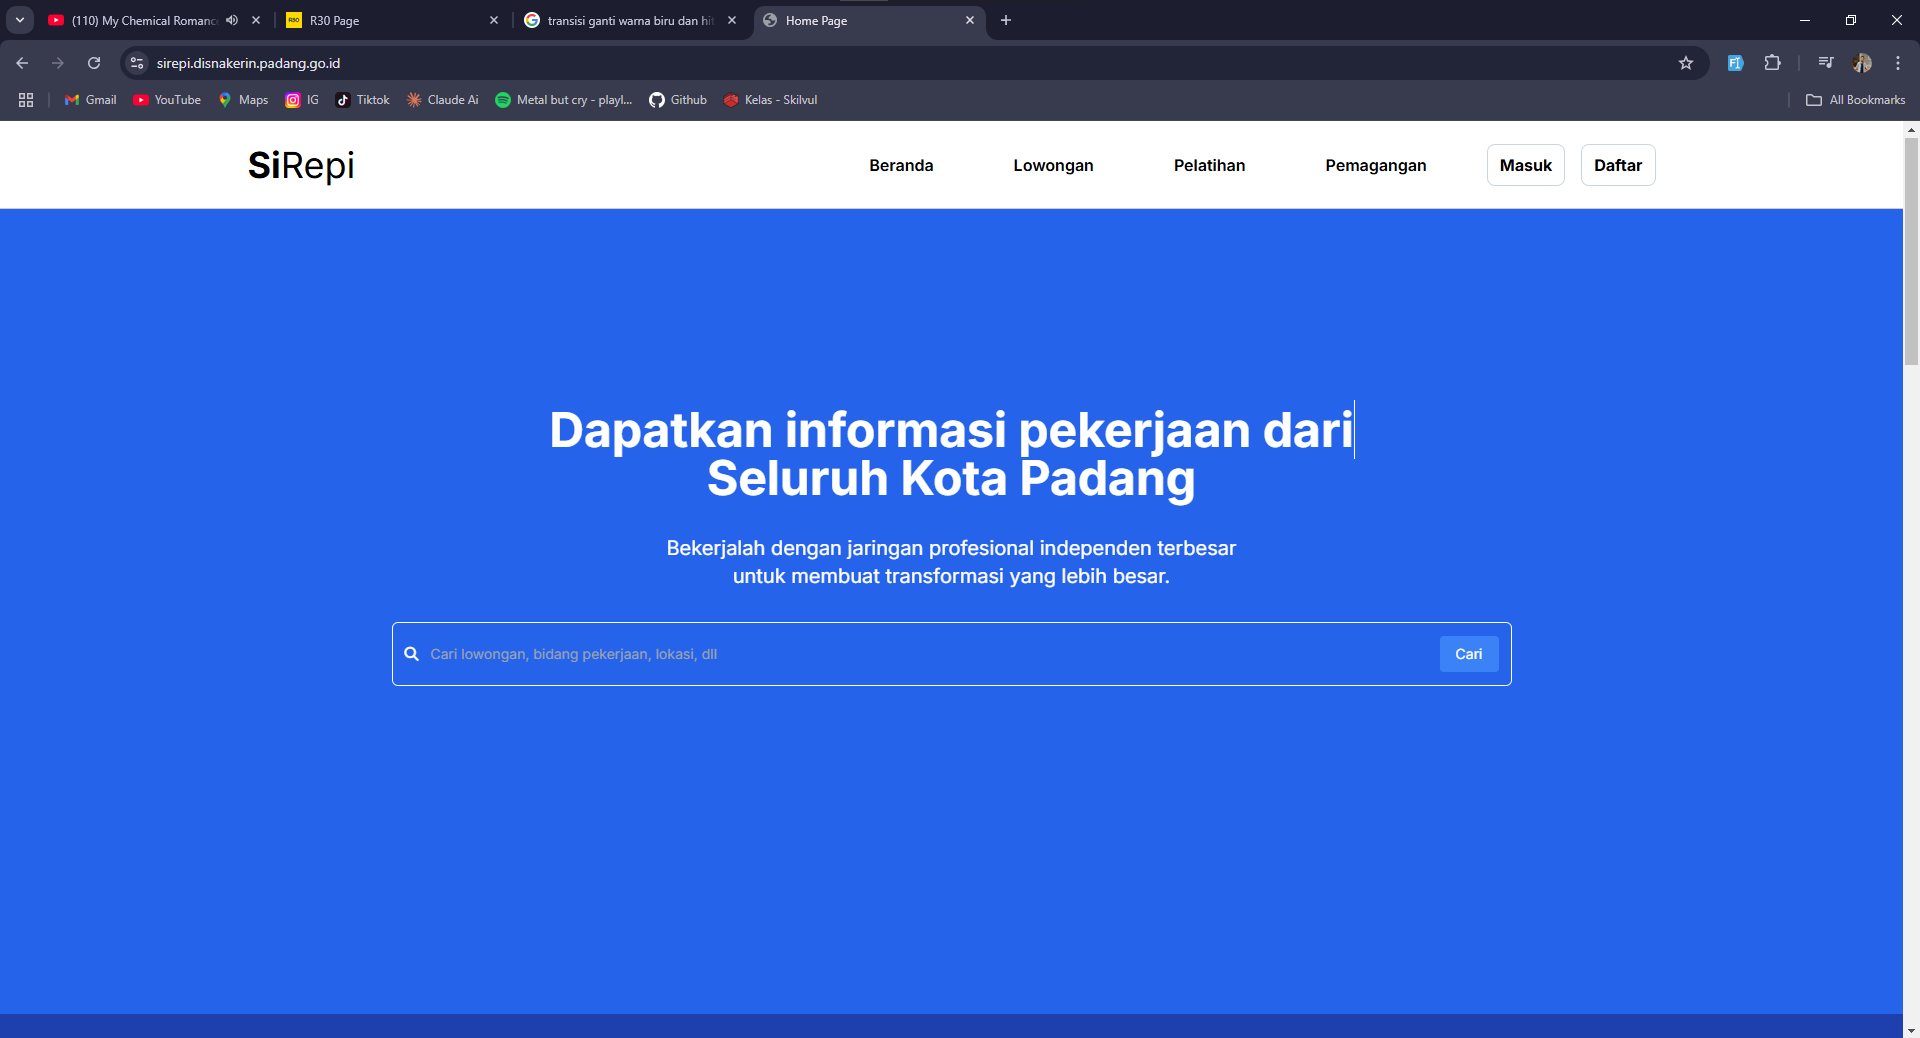 (110) My Chemical Romanc
R30 R30 Page
transisi ganti warna biru dan hit
Home Page
sirepi.disnakerin.padang.go.id
Gmail
YouTube
Maps
IG
Tiktok
Claude Ai
Metal but cry - playl...
Github
Kelas - Skilvul
All Bookmarks
SiRepi
Beranda
Lowongan
Pelatihan
Pemagangan
Masuk
Daftar
Dapatkan informasi pekerjaan dari
Seluruh Kota Padang
Bekerjalah dengan jaringan profesional independen terbesar
untuk membuat transformasi yang lebih besar.
Cari lowongan, bidang pekerjaan, lokasi, dll
Cari